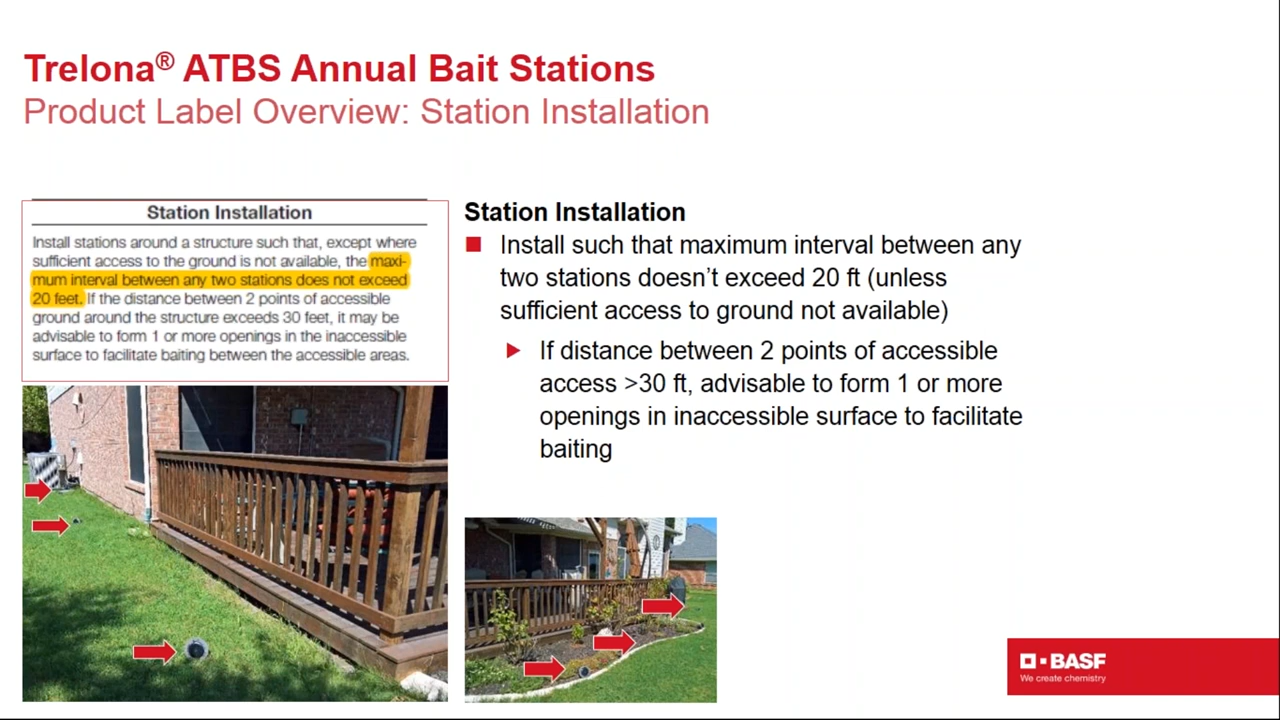 Trelona® ATBS Annual Bait Stations
Product Label Overview: Station Installation
Station Installation
Install stations around a structure such that, except where
sufficient access to the ground is not available, the maxi-
mum interval between any two stations does not exceed
20 feet. If the distance between 2 points of accessible
ground around the structure exceeds 30 feet, it may be
advisable to form 1 or more openings in the inaccessible
surface to facilitate baiting between the accessible areas.
Station Installation
Install such that maximum interval between any
two stations doesn't exceed 20 ft (unless
sufficient access to ground not available)
If distance between 2 points of accessible
access >30 ft, advisable to form 1 or more
openings in inaccessible surface to facilitate
baiting
BASF
We create chemistry